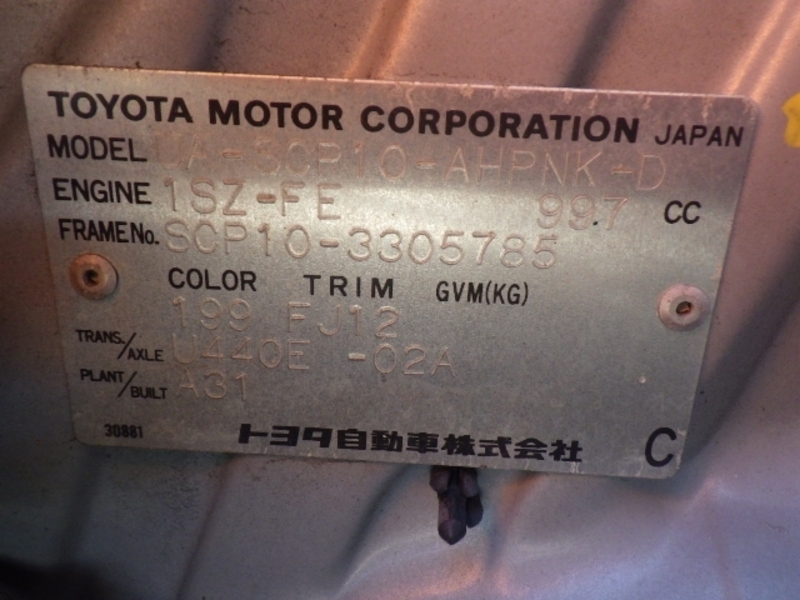 TOYOTA MOTOR CORPORATION JAPAN
MODEL UA-SCP10-AHPNK-D
ENGINE 1SZ-FE 997 CC
FRAME No. SCP10-3305785
COLOR TRIM GVM(KG)
199 FJ12
TRANS./AXLE U440E -02A
PLANT/BUILT A31
30881 トヨタ自動車株式会社 C